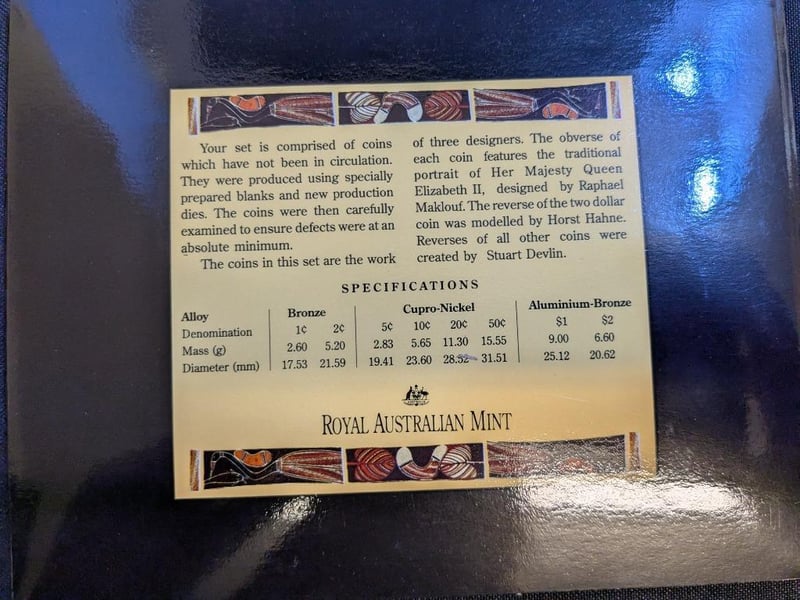 Your set is comprised of coins
which have not been in circulation.
They were produced using specially
prepared blanks and new production
dies. The coins were then carefully
examined to ensure defects were at an
absolute minimum.
The coins in this set are the work
of three designers. The obverse of
each coin features the traditional
portrait of Her Majesty Queen
Elizabeth II, designed by Raphael
Maklouf. The reverse of the two dollar
coin was modelled by Horst Hahne.
Reverses of all other coins were
created by Stuart Devlin.
SPECIFICATIONS
Alloy Bronze Cupro-Nickel Aluminium-Bronze
Denomination 1¢ 2¢ 5¢ 10¢ 20¢ 50¢ $1 $2
Mass (g) 2.60 5.20 2.83 5.65 11.30 15.55 9.00 6.60
Diameter (mm) 17.53 21.59 19.41 23.60 28.52 31.51 25.12 20.62
ROYAL AUSTRALIAN MINT